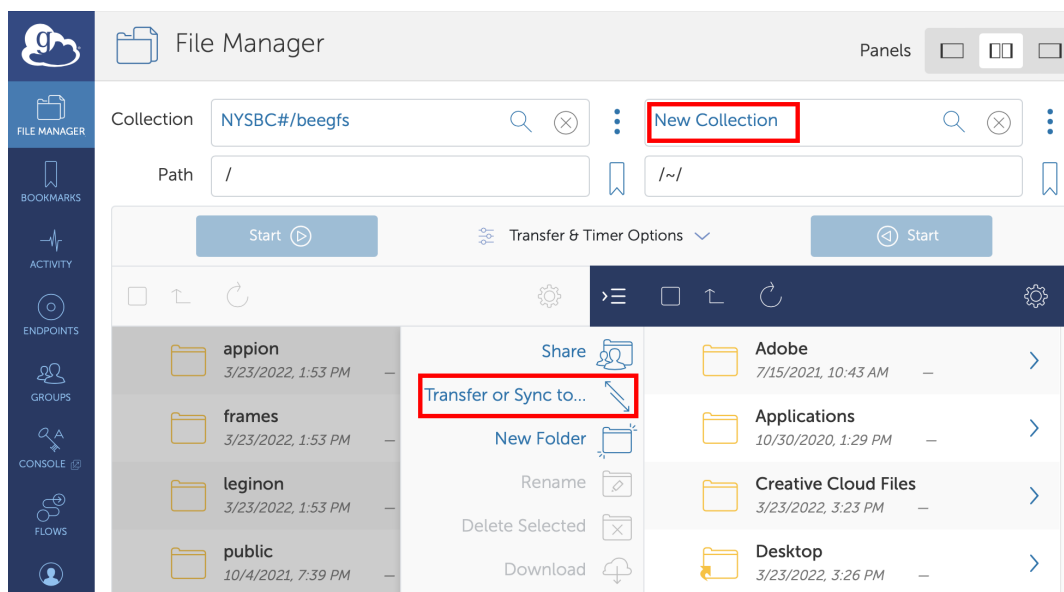 g
File Manager
Panels
FILE MANAGER
Collection
NYSBC#/beegfs
New Collection
Path
/
/~/
BOOKMARKS
Start
Transfer & Timer Options
Start
ACTIVITY
ENDPOINTS
appion
3/23/2022, 1:53 PM —
Share
Adobe
7/15/2021, 10:43 AM —
GROUPS
Transfer or Sync to...
frames
3/23/2022, 1:53 PM —
New Folder
Applications
10/30/2020, 1:29 PM —
CONSOLE
leginon
3/23/2022, 1:53 PM —
Rename
Creative Cloud Files
3/23/2022, 3:23 PM —
FLOWS
Delete Selected
public
10/4/2021, 7:39 PM —
Download
Desktop
3/23/2022, 3:26 PM —